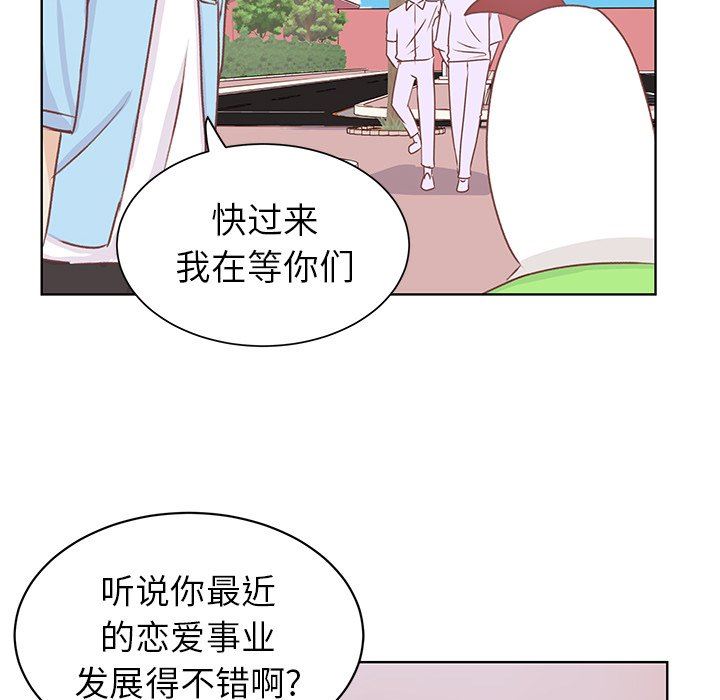 快过来
我在等你们
听说你最近
的恋爱事业
发展得不错啊?